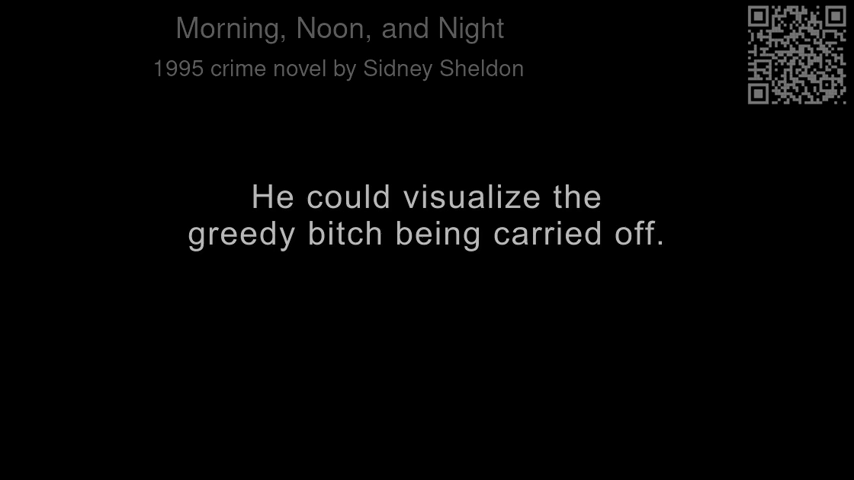 Morning, Noon, and Night
1995 crime novel by Sidney Sheldon
He could visualize the
greedy bitch being carried off.